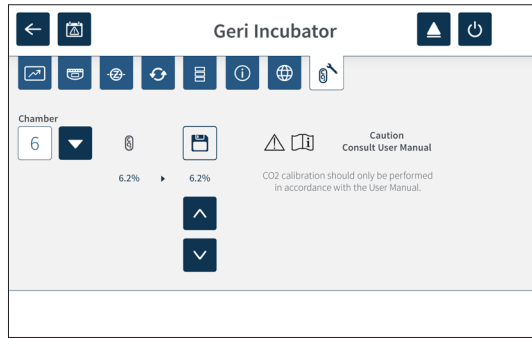 Geri Incubator
Chamber
6
6.2%
6.2%
Caution
Consult User Manual
CO2 calibration should only be performed
in accordance with the User Manual.